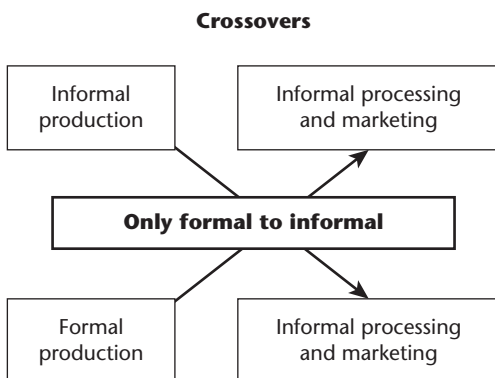 Crossovers
Informal
production
Informal processing
and marketing
Only formal to informal
Formal
production
Informal processing
and marketing